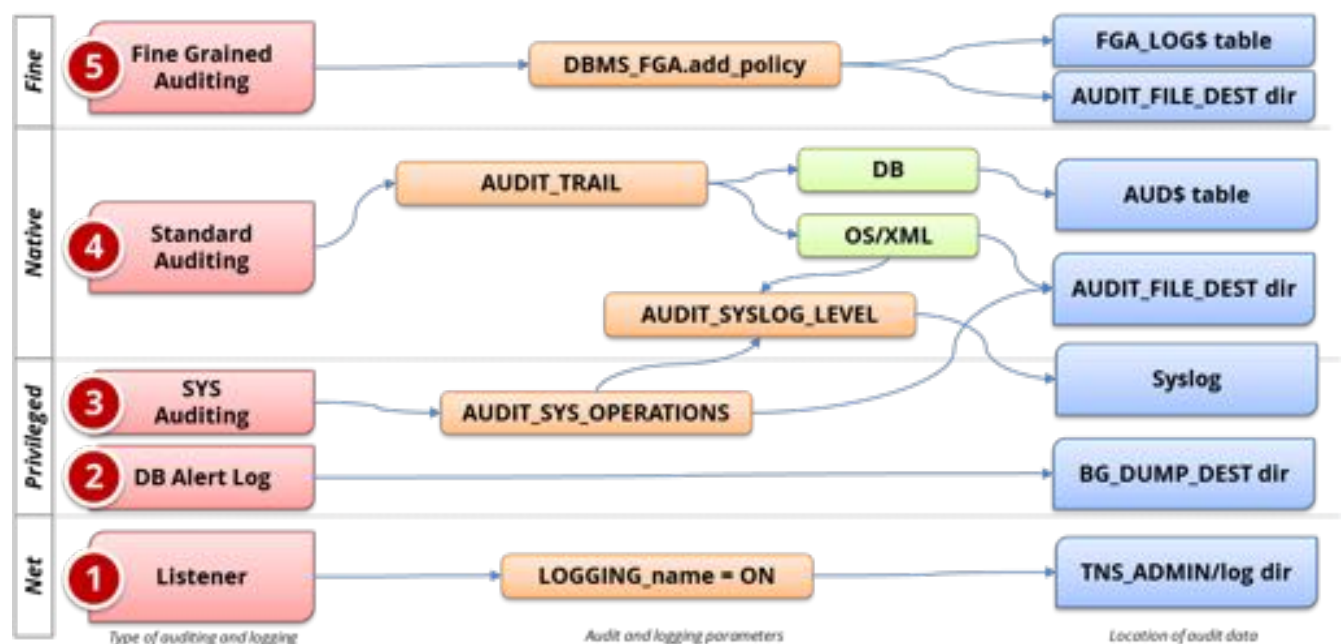 Fine
5
Fine Grained
Auditing
DBMS_FGA.add_policy
FGA_LOG$ table
AUDIT_FILE_DEST dir
Native
4
Standard
Auditing
AUDIT_TRAIL
DB
OS/XML
AUDIT_SYSLOG_LEVEL
AUD$ table
AUDIT_FILE_DEST dir
Syslog
Privileged
3
SYS
Auditing
AUDIT_SYS_OPERATIONS
2
DB Alert Log
BG_DUMP_DEST dir
Net
1
Listener
LOGGING_name = ON
TNS_ADMIN/log dir
Type of auditing and logging
Audit and logging parameters
Location of audit data